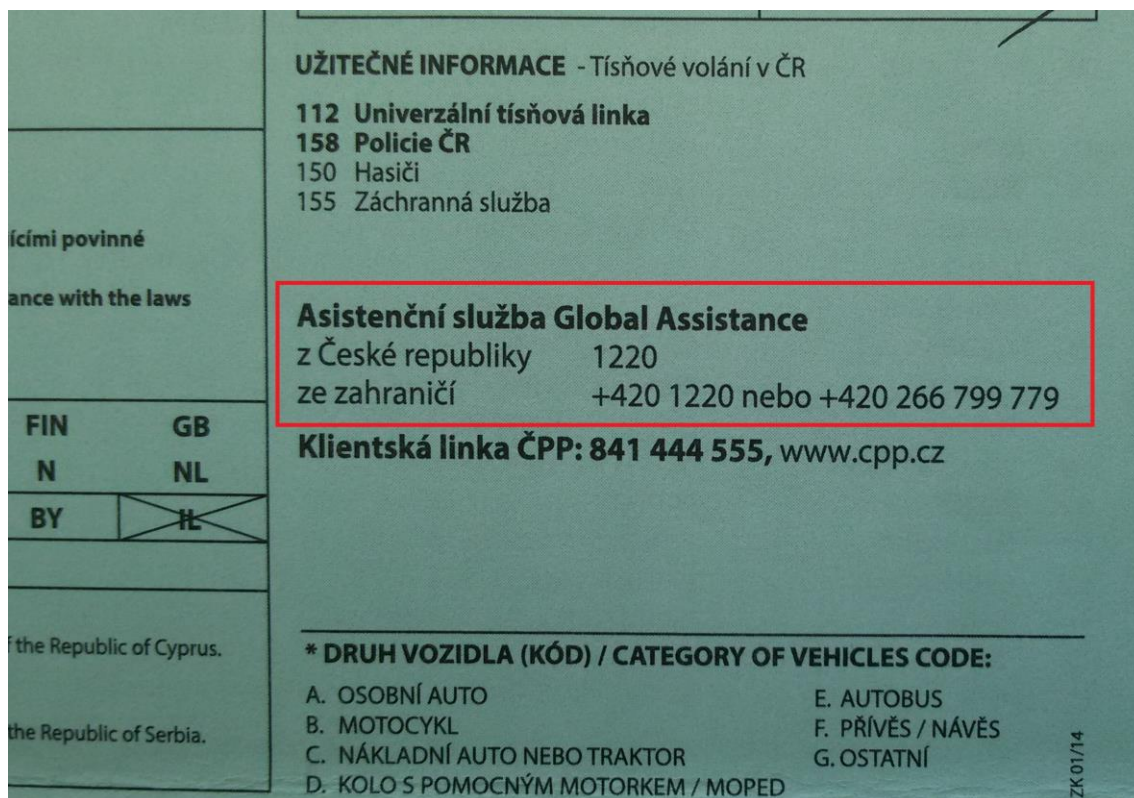 UŽITEČNÉ INFORMACE - Tísňové volání v ČR
112 Univerzální tísňová linka
158 Policie ČR
150 Hasiči
155 Záchranná služba
ícími povinné
ance with the laws
Asistenční služba Global Assistance
z České republiky 1220
ze zahraničí +420 1220 nebo +420 266 799 779
Klientská linka ČPP: 841 444 555, www.cpp.cz
FIN GB
N NL
BY IL
f the Republic of Cyprus.
the Republic of Serbia.
* DRUH VOZIDLA (KÓD) / CATEGORY OF VEHICLES CODE:
A. OSOBNÍ AUTO
B. MOTOCYKL
C. NÁKLADNÍ AUTO NEBO TRAKTOR
D. KOLO S POMOCNÝM MOTORKEM / MOPED
E. AUTOBUS
F. PŘÍVĚS / NÁVĚS
G. OSTATNÍ
ZK 01/14